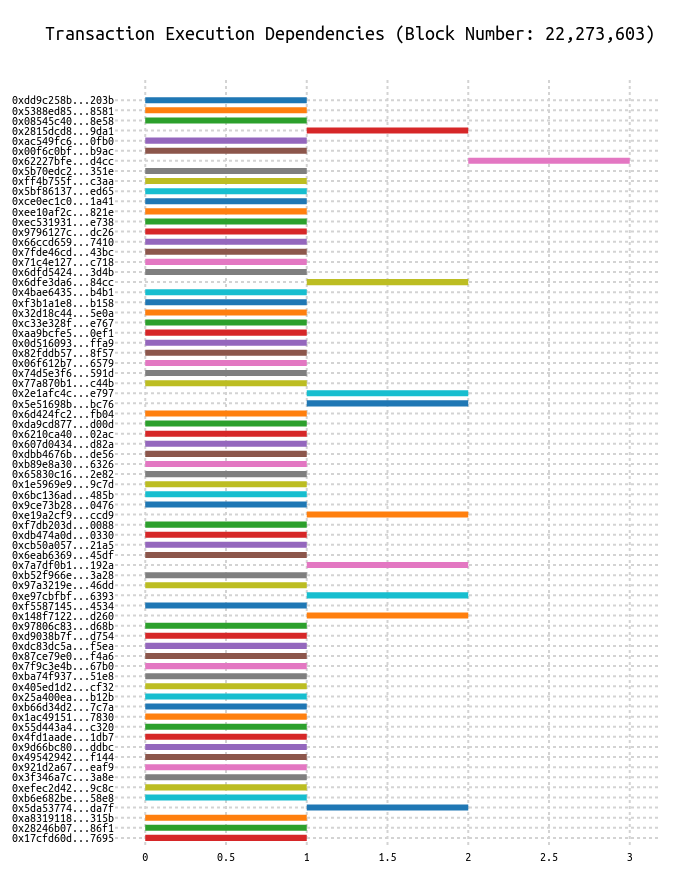 Transaction Execution Dependencies (Block Number: 22,273,603)
0xdd9c258b...203b
0x5388ed85...8581
0x08545c40...8e58
0x2815dcd8...9da1
0xac549fc6...0fb0
0x00f6c0bf...b9ac
0x62227bfe...d4cc
0x5b70edc2...351e
0xff4b755f...c3aa
0x5bf86137...ed65
0xce0ec1c0...1a41
0xee10af2c...821e
0xec531931...e738
0x9796127c...dc26
0x66ccd659...7410
0x7fde46cd...43bc
0x71c4e127...c718
0x6dfd5424...3d4b
0x6dfe3da6...84cc
0x4bae6435...b4b1
0xf3b1a1e8...b158
0x32d18c44...5e0a
0xc33e328f...e767
0xaa9bcfe5...0ef1
0x0d516093...ffa9
0x82fddb57...8f57
0x06f612b7...6579
0x74d5e3f6...591d
0x77a870b1...c44b
0x2e1afc4c...e797
0x5e51698b...bc76
0x6d424fc2...fb04
0xda9cd877...d00d
0x6210ca40...02ac
0x607d0434...d82a
0xdbb4676b...de56
0xb89e8a30...6326
0x65830c16...2e82
0x1e5969e9...9c7d
0x6bc136ad...485b
0x9ce73b28...0476
0xe19a2cf9...ccd9
0xf7db203d...0088
0xdb474a0d...0330
0xcb50a057...21a5
0x6eab6369...45df
0x7a7df0b1...192a
0xb52f966e...3a28
0x97a3219e...46dd
0xe97cbfbf...6393
0xf5587145...4534
0x148f7122...d260
0x97806c83...d68b
0xd9038b7f...d754
0xdc83dc5a...f5ea
0x87ce79e0...f4a6
0x7f9c3e4b...67b0
0xba74f937...51e8
0x405ed1d2...cf32
0x25a400ea...b12b
0xb66d34d2...7c7a
0x1ac49151...7830
0x55d443a4...c320
0x4fd1aade...1db7
0x9d66bc80...ddbc
0x49542942...f144
0x921d2a67...eaf9
0x3f346a7c...3a8e
0xefec2d42...9c8c
0xb6e682be...58e8
0x5da53774...da7f
0xa8319118...315b
0x28246b07...86f1
0x17cfd60d...7695
0 0.5 1 1.5 2 2.5 3